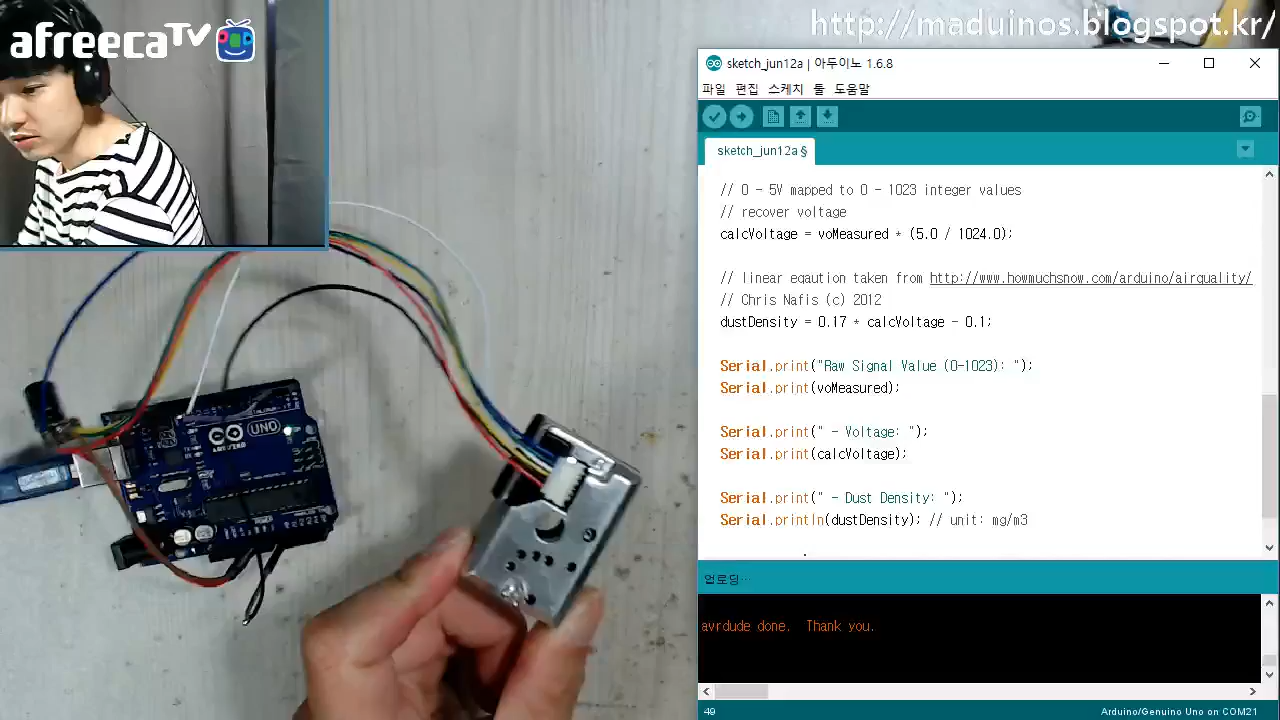 afreecaTV
http://maduinos.blogspot.kr/
sketch_jun12a | 아두이노 1.6.8
파일 편집 스케치 툴 도움말
sketch_jun12a §
// 0 - 5V mapped to 0 - 1023 integer values
// recover voltage
calcVoltage = voMeasured * (5.0 / 1024.0);
// linear eqaution taken from http://www.howmuchsnow.com/arduino/airquality/
// Chris Nafis (c) 2012
dustDensity = 0.17 * calcVoltage - 0.1;
Serial.print("Raw Signal Value (0-1023): ");
Serial.print(voMeasured);
Serial.print(" - Voltage: ");
Serial.print(calcVoltage);
Serial.print(" - Dust Density: ");
Serial.println(dustDensity); // unit: mg/m3
업로딩...
avrdude done.  Thank you.
49
Arduino/Genuino Uno on COM21
UNO